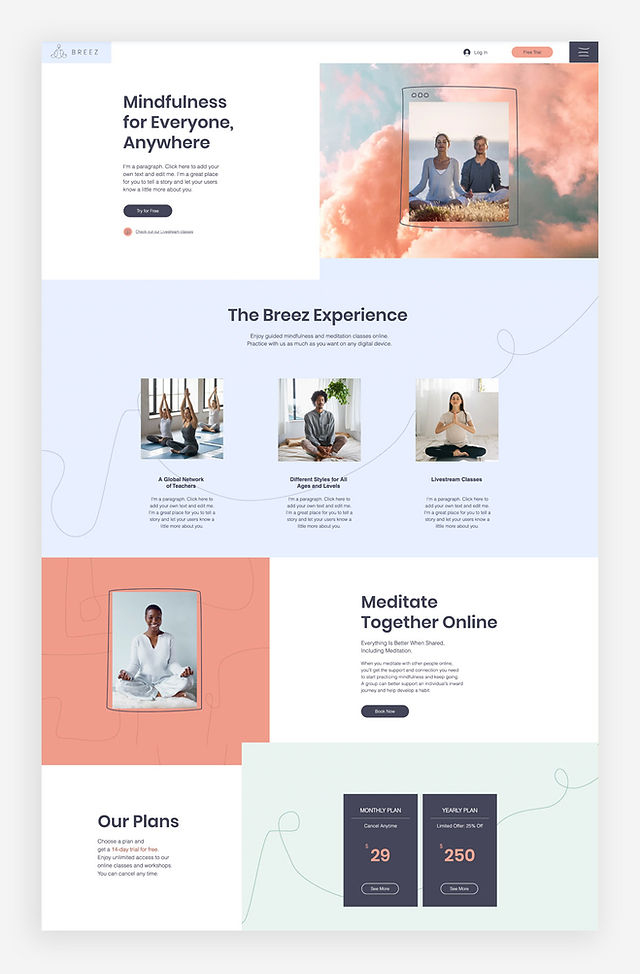 BREEZ
Log In
Free Trial
Mindfulness
for Everyone,
Anywhere
I'm a paragraph. Click here to add your
own text and edit me. I'm a great place
for you to tell a story and let your users
know a little more about you.
Try for Free
Check out our Livestream classes
The Breez Experience
Enjoy guided mindfulness and meditation classes online.
Practice with us as much as you want on any digital device.
A Global Network
of Teachers
I'm a paragraph. Click here to
add your own text and edit me.
I'm a great place for you to tell a
story and let your users know a
little more about you.
Different Styles for All
Ages and Levels
I'm a paragraph. Click here to
add your own text and edit me.
I'm a great place for you to tell a
story and let your users know a
little more about you.
Livestream Classes
I'm a paragraph. Click here to
add your own text and edit me.
I'm a great place for you to tell a
story and let your users know a
little more about you.
Meditate
Together Online
Everything Is Better When Shared,
Including Meditation.
When you meditate with other people online,
you'll get the support and connection you need
to start practicing mindfulness and keep going.
A group can better support an individual's inward
journey and help develop a habit
Book Now
Our Plans
Choose a plan and
get a 14-day trial for free.
Enjoy unlimited access to our
online classes and workshops.
You can cancel any time.
MONTHLY PLAN
Cancel Anytime
$29
See More
YEARLY PLAN
Limited Offer: 25% Off
$250
See More